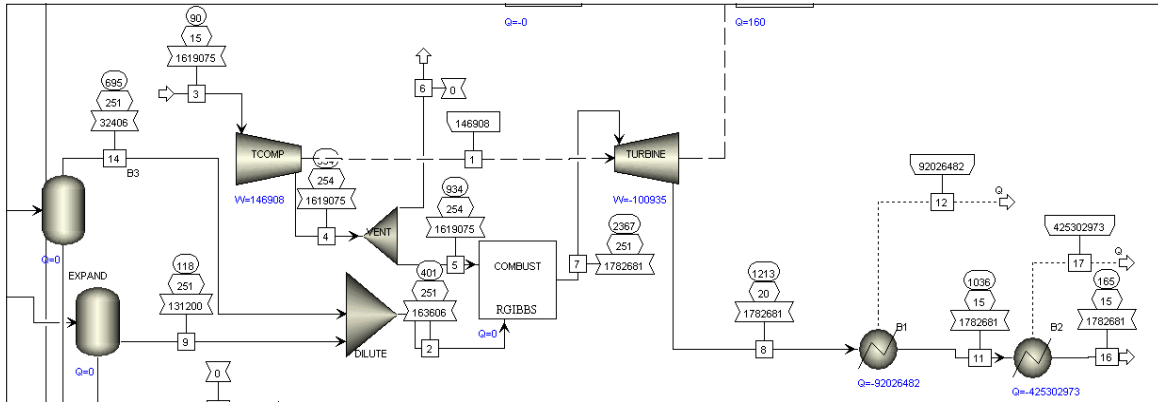 Q=-0
Q=160
90
15
1619075
3
695
251
32406
14
B3
TCOMP
W=146908
6
0
146908
1
TURBINE
W=-100935
254
1619075
4
VENT
934
254
1619075
5
COMBUST
RGIBBS
Q=0
7
2367
251
1782681
Q=0
EXPAND
Q=0
118
251
131200
9
DILUTE
401
251
163606
2
0
1213
20
1782681
8
92026482
12
Q
B1
Q=-92026482
1036
15
1782681
11
425302973
17
Q
B2
Q=-425302973
165
15
1782681
16